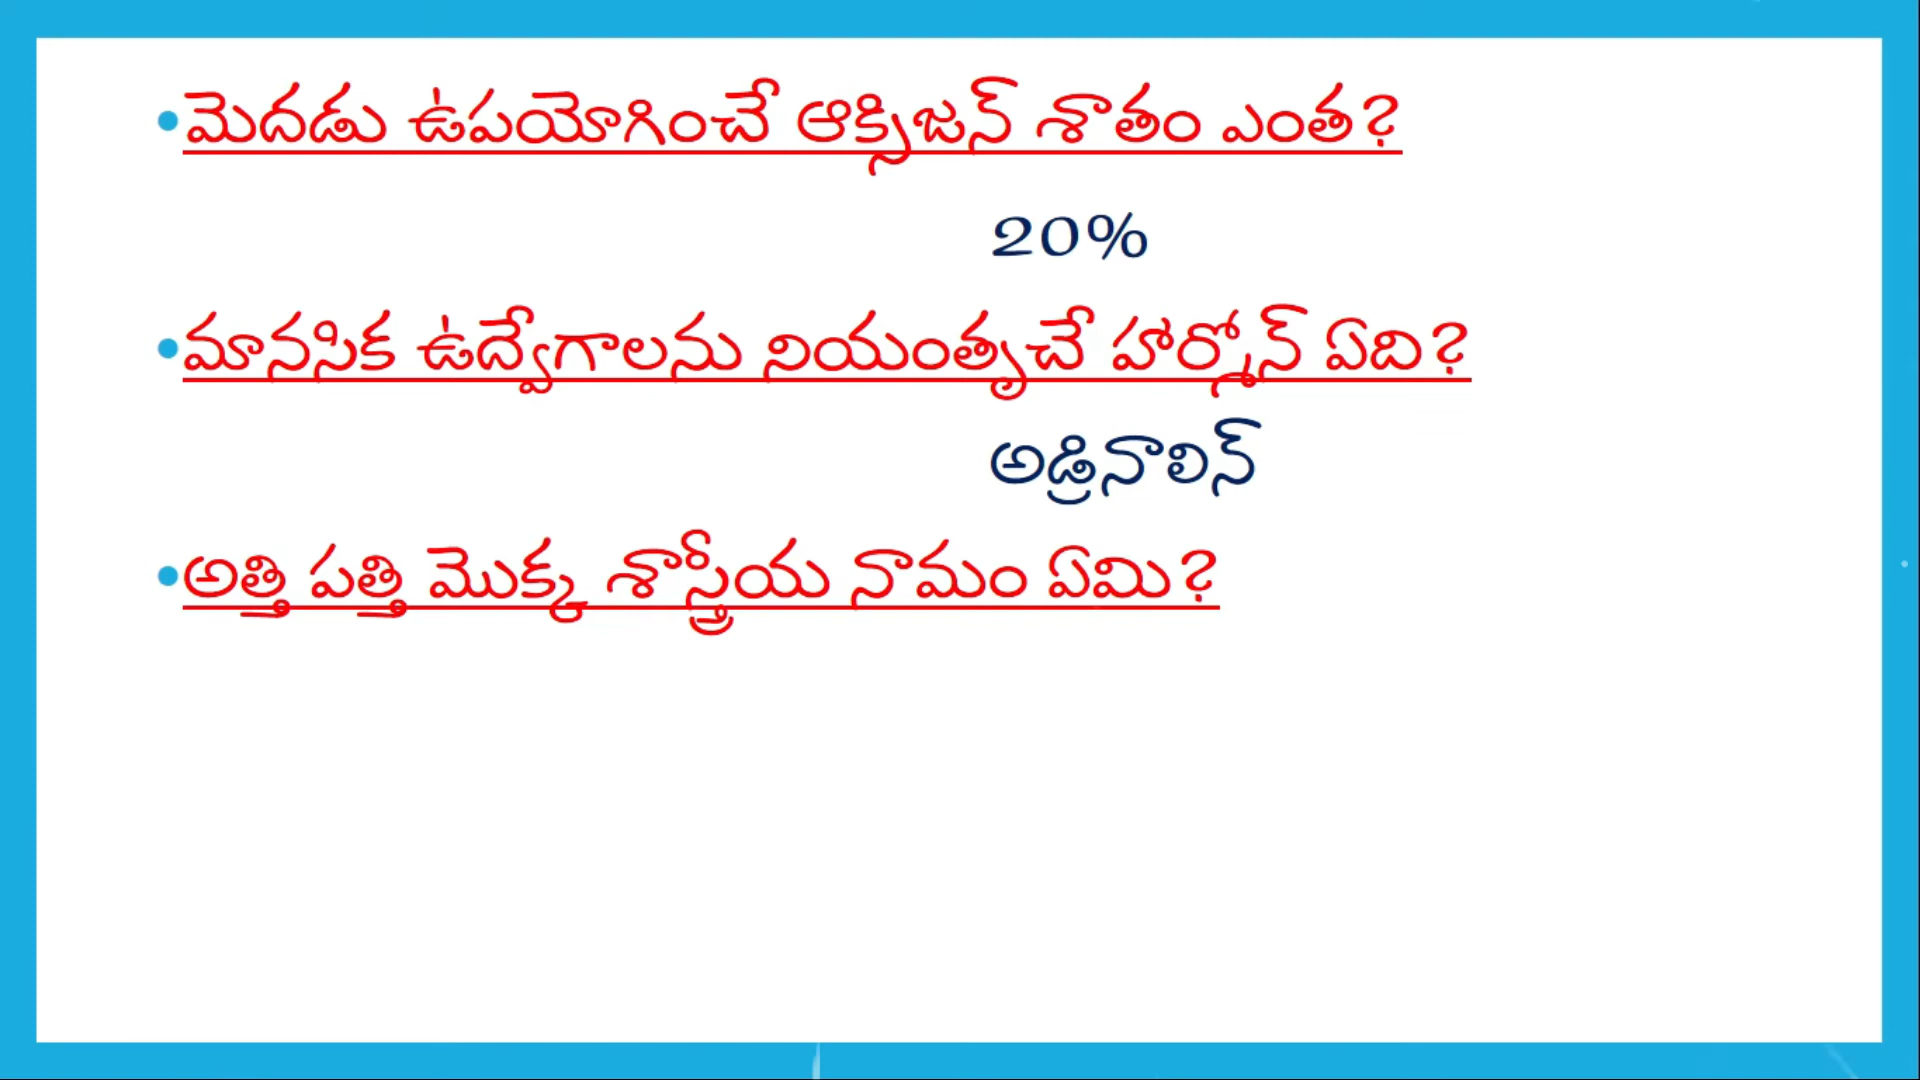 •మెదడు ఉపయోగించే ఆక్సిజన్ శాతం ఎంత?
20%
•మానసిక ఉద్వేగాలను నియంతృచే హార్మోన్ ఏది?
అడ్రినాలిన్
•అత్తి పత్తి మొక్క శాస్త్రీయ నామం ఏమి?